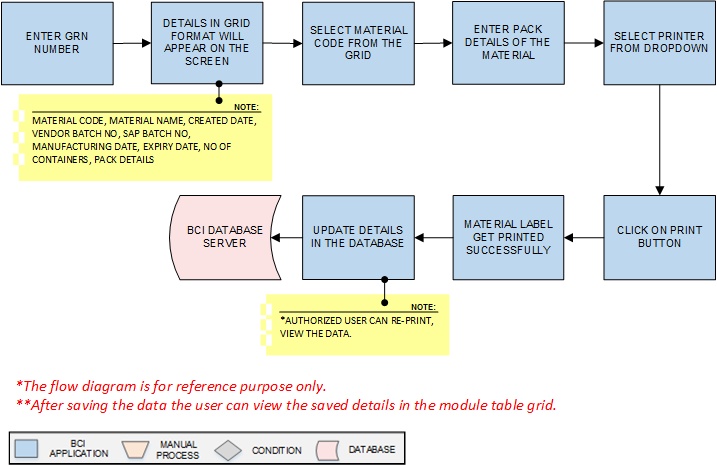 ENTER GRN
NUMBER
DETAILS IN GRID
FORMAT WILL
APPEAR ON THE
SCREEN
SELECT MATERIAL
CODE FROM THE
GRID
ENTER PACK
DETAILS OF THE
MATERIAL
SELECT PRINTER
FROM DROPDOWN
NOTE:
MATERIAL CODE, MATERIAL NAME, CREATED DATE,
VENDOR BATCH NO, SAP BATCH NO,
MANUFACTURING DATE, EXPIRY DATE, NO OF
CONTAINERS, PACK DETAILS
CLICK ON PRINT
BUTTON
MATERIAL LABEL
GET PRINTED
SUCCESSFULLY
UPDATE DETAILS
IN THE DATABASE
BCI DATABASE
SERVER
NOTE:
*AUTHORIZED USER CAN RE-PRINT,
VIEW THE DATA.
*The flow diagram is for reference purpose only.
**After saving the data the user can view the saved details in the module table grid.
BCI
APPLICATION
MANUAL
PROCESS
CONDITION
DATABASE